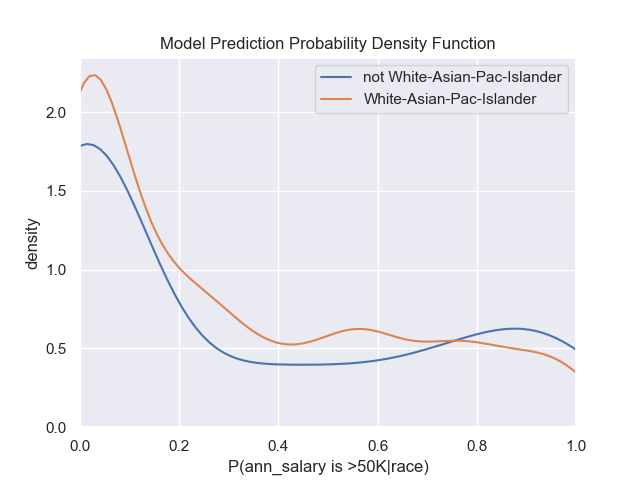 Model Prediction Probability Density Function
not White-Asian-Pac-Islander
White-Asian-Pac-Islander
density
2.0
1.5
1.0
0.5
0.0
0.0 0.2 0.4 0.6 0.8 1.0
P(ann_salary is >50K|race)